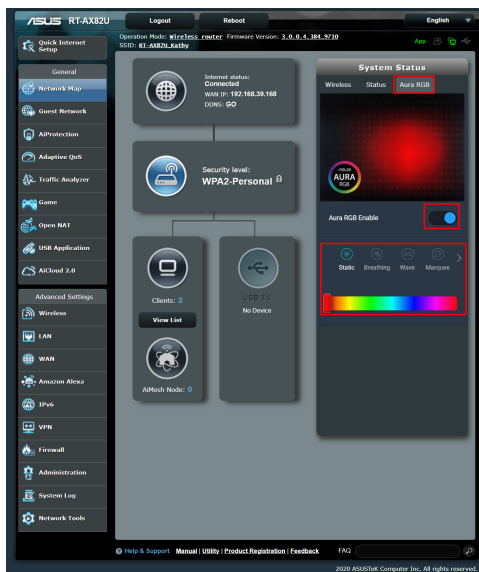 ASUS RT-AX82U
Logout
Reboot
English
Operation Mode: Wireless router Firmware Version: 3.0.0.4.384_9710
SSID: RT-AX82U_Kathy
App
Quick Internet
Setup
General
Network Map
Guest Network
AiProtection
Adaptive QoS
Traffic Analyzer
Game
Open NAT
USB Application
AiCloud 2.0
Advanced Settings
Wireless
LAN
WAN
Amazon Alexa
IPv6
VPN
Firewall
Administration
System Log
Network Tools
Internet status:
Connected
WAN IP: 192.168.39.168
DDNS: GO
Security level:
WPA2-Personal
Clients: 2
View List
AiMesh Node: 0
USB 3.0
No Device
System Status
Wireless Status Aura RGB
ASUS
AURA
RGB
Aura RGB Enable
Static Breathing Wave Marquee
Help & Support Manual | Utility | Product Registration | Feedback FAQ
2020 ASUSTeK Computer Inc. All rights reserved.